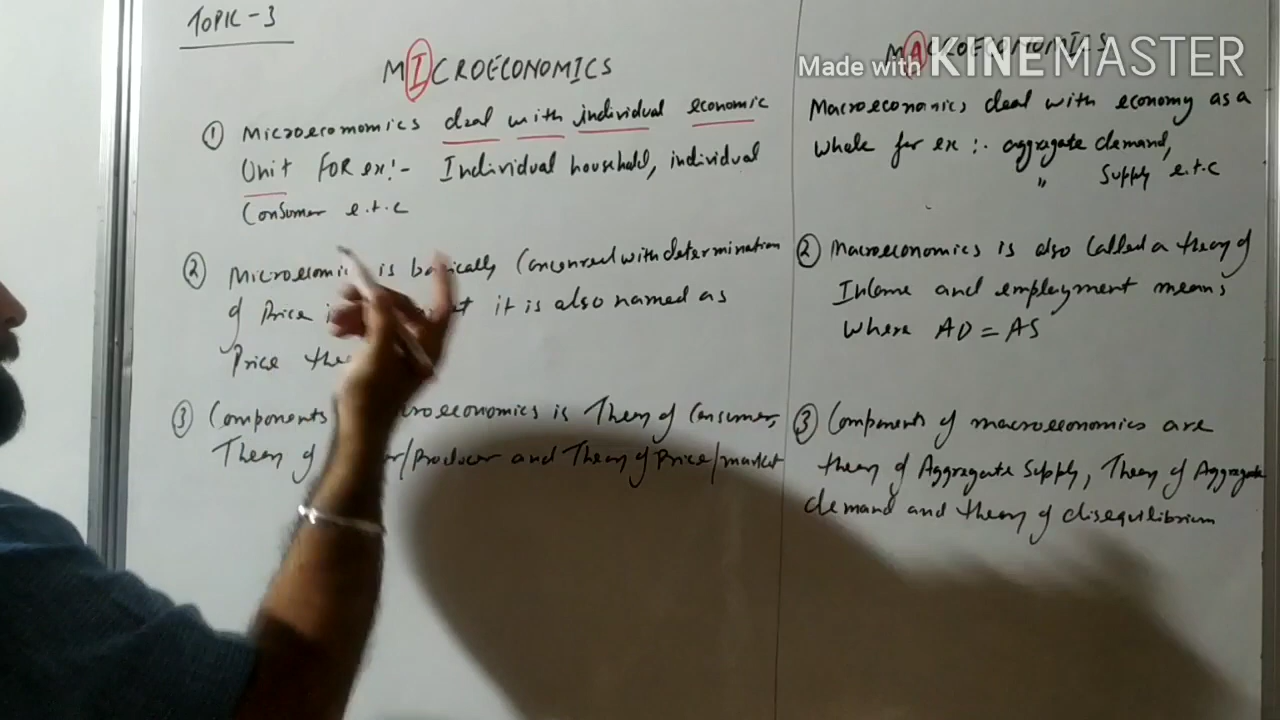 TOPIC - 3
MICROECONOMICS
① Microecomomics deal with individual economic
Unit FOR ex:- Individual household, individual
Consumer e.t.c
② is basically Concerned with determination
of Price it is also named as
Price
③ Components is Theory of Consumer,
Theory of /Producer and Theory of Price/market
MACROECONOMICS
Made with KINEMASTER
Macroeconomics deal with economy as a
Whole for ex :- aggregate demand,
" Supply e.t.c
② Macroeconomics is also Called a theory of
Income and employment means
Where AD = AS
③ Components of macroeconomics are
theory of Aggregate Supply, Theory of Aggregate
demand and theory of disequilibrium